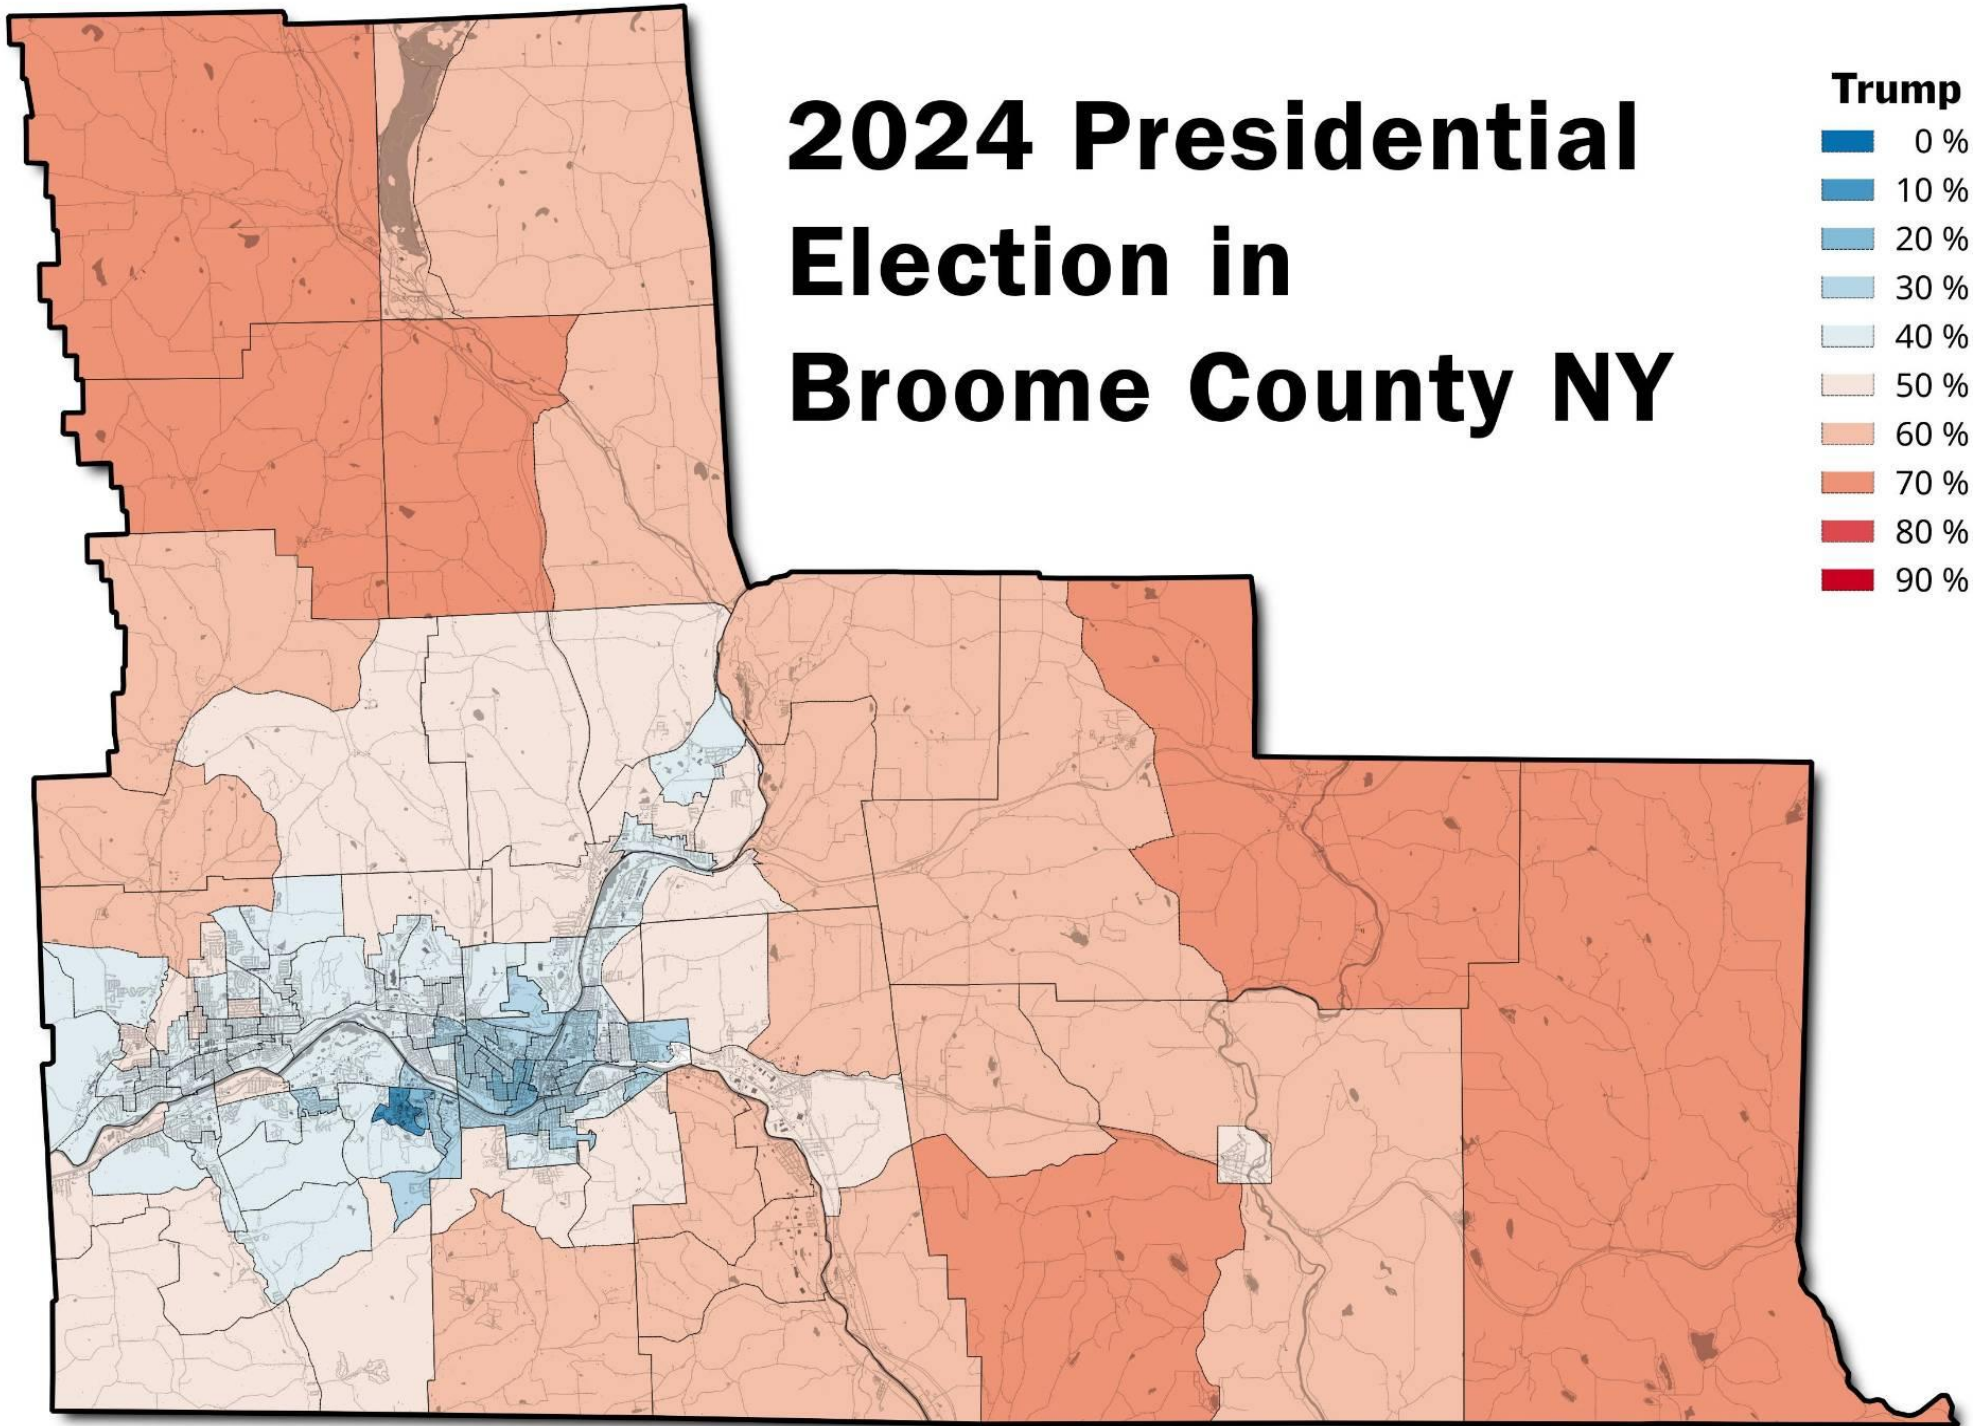 2024 Presidential
Election in
Broome County NY
Trump
0 %
10 %
20 %
30 %
40 %
50 %
60 %
70 %
80 %
90 %